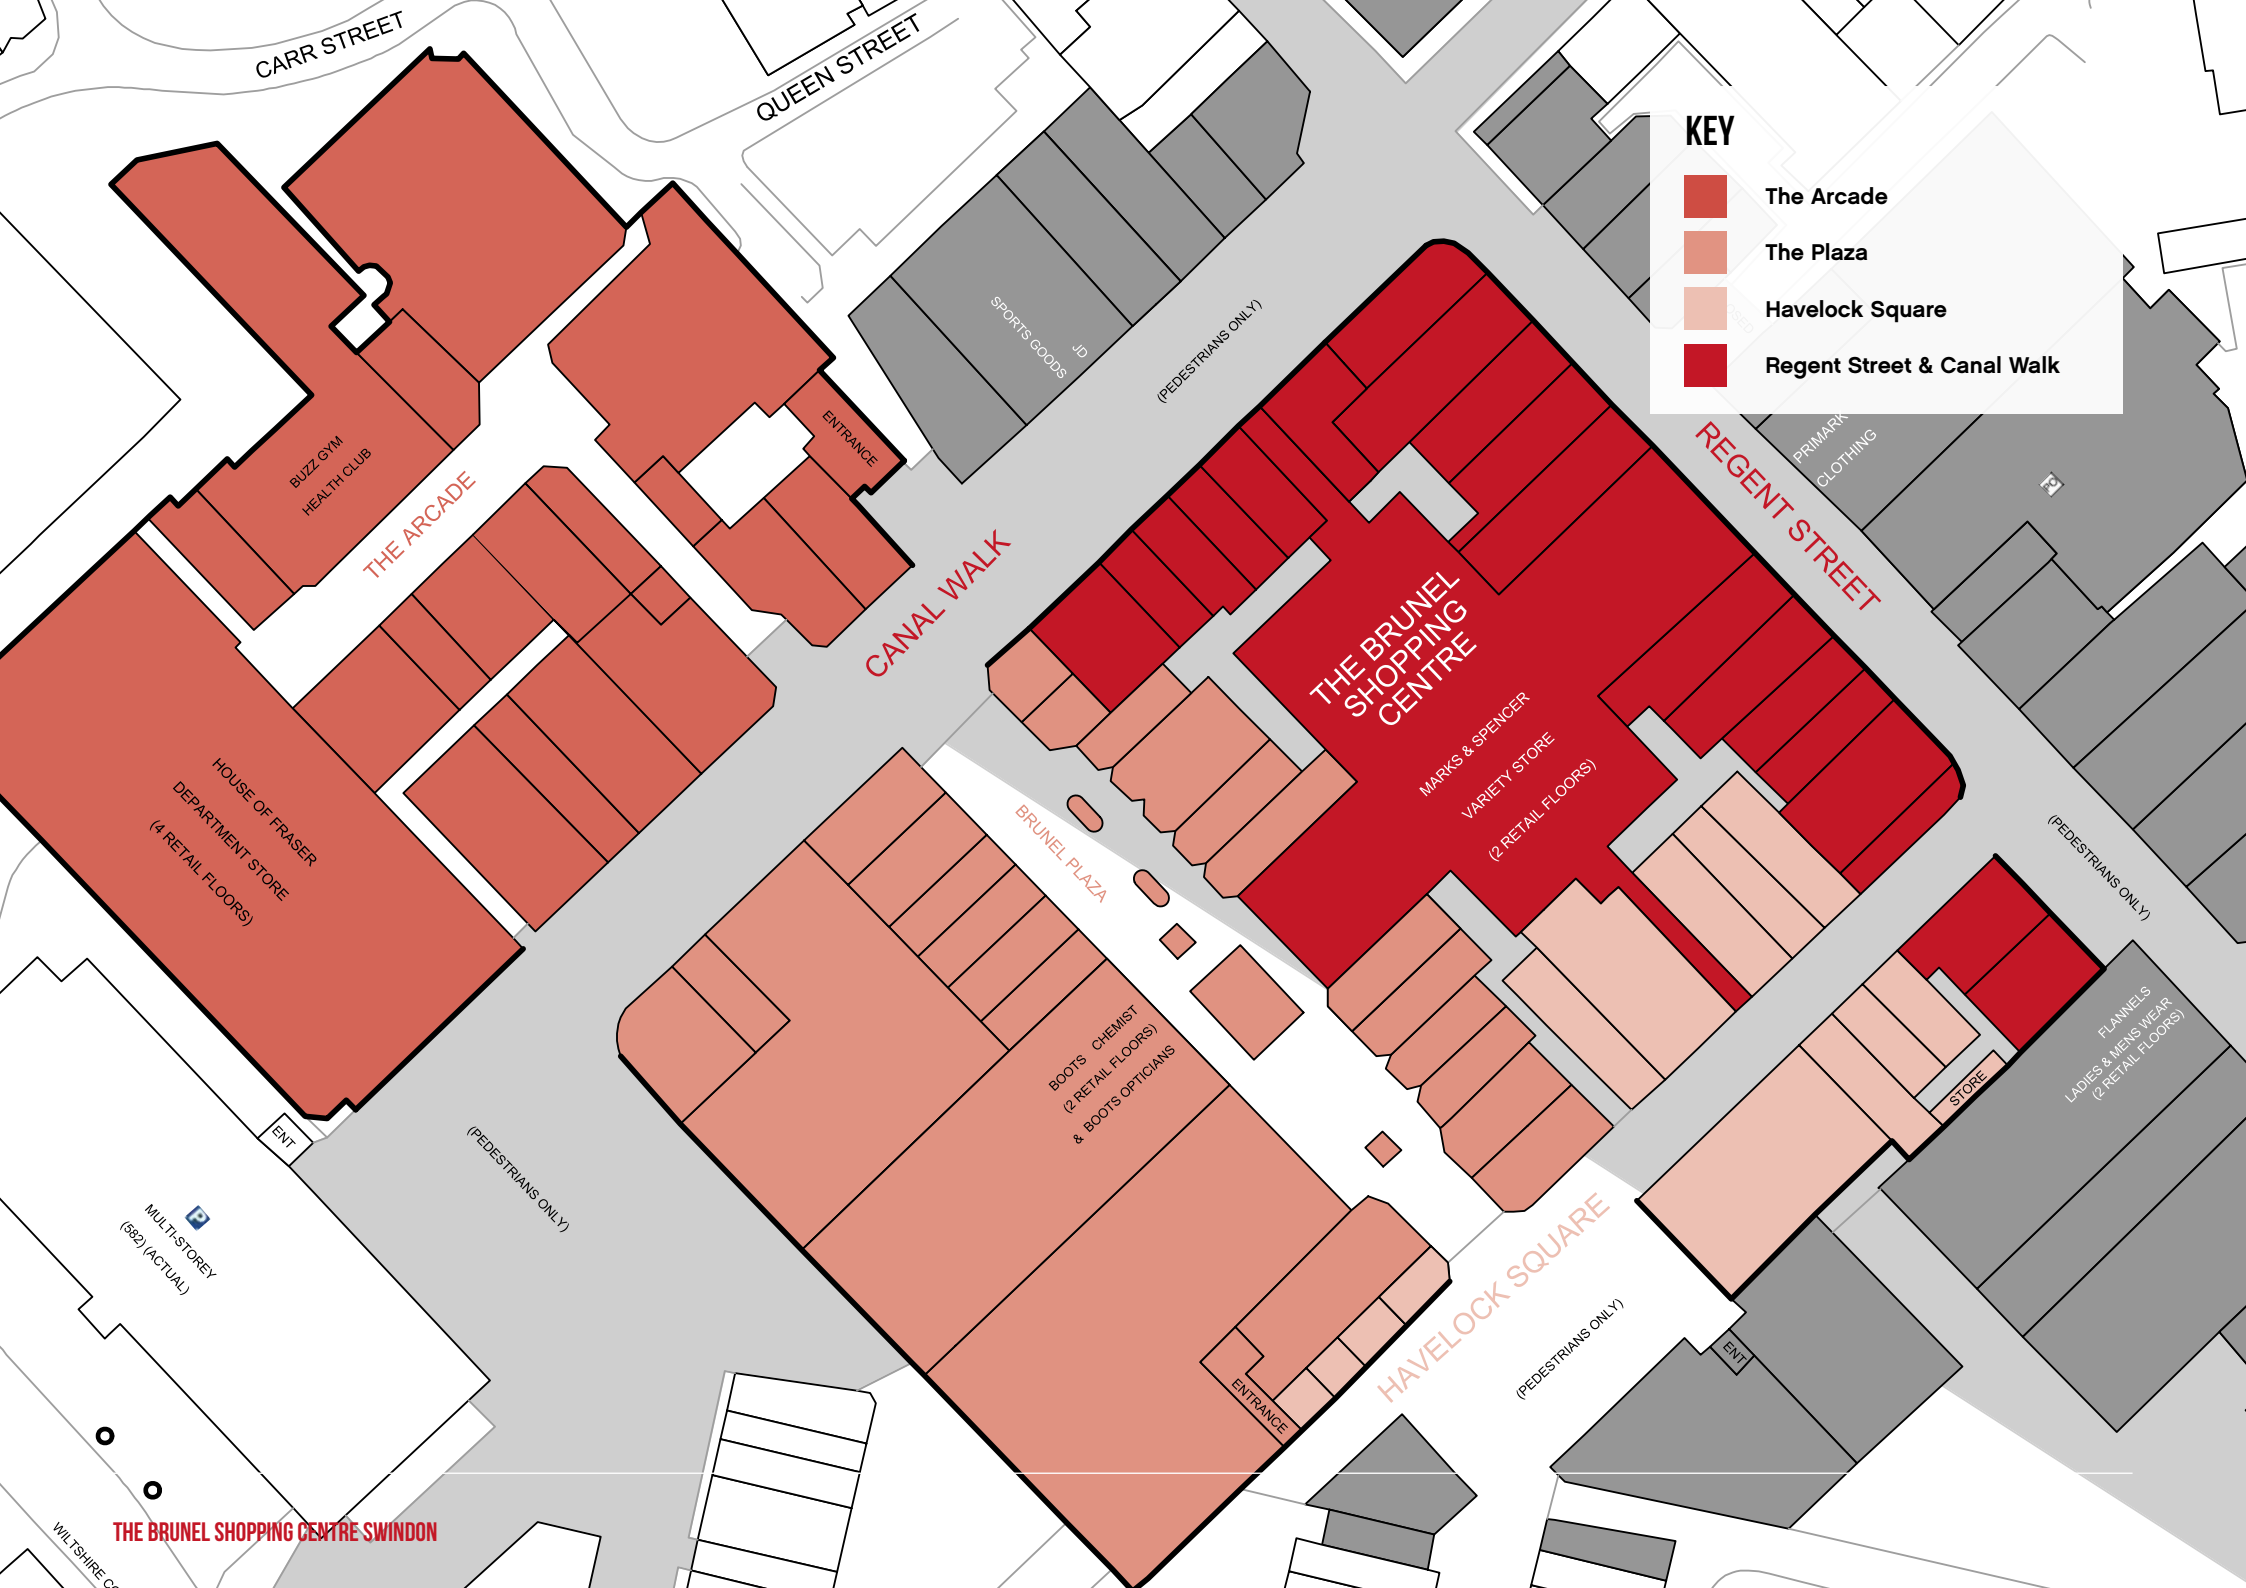 CARR STREET
QUEEN STREET
KEY
The Arcade
The Plaza
Havelock Square
Regent Street & Canal Walk
SPORTS GOODS
JD
(PEDESTRIANS ONLY)
ENTRANCE
BUZZ GYM
HEALTH CLUB
THE ARCADE
PRIMARK
CLOTHING
REGENT STREET
CANAL WALK
THE BRUNEL
SHOPPING
CENTRE
MARKS & SPENCER
VARIETY STORE
(2 RETAIL FLOORS)
HOUSE OF FRASER
DEPARTMENT STORE
(4 RETAIL FLOORS)
BRUNEL PLAZA
(PEDESTRIANS ONLY)
FLANNELS
LADIES & MENS WEAR
(2 RETAIL FLOORS)
STORE
BOOTS CHEMIST
(2 RETAIL FLOORS)
& BOOTS OPTICIANS
ENT
(PEDESTRIANS ONLY)
P
MULTI-STOREY
(582) (ACTUAL)
HAVELOCK SQUARE
(PEDESTRIANS ONLY)
ENT
ENTRANCE
THE BRUNEL SHOPPING CENTRE SWINDON
WILTSHIRE